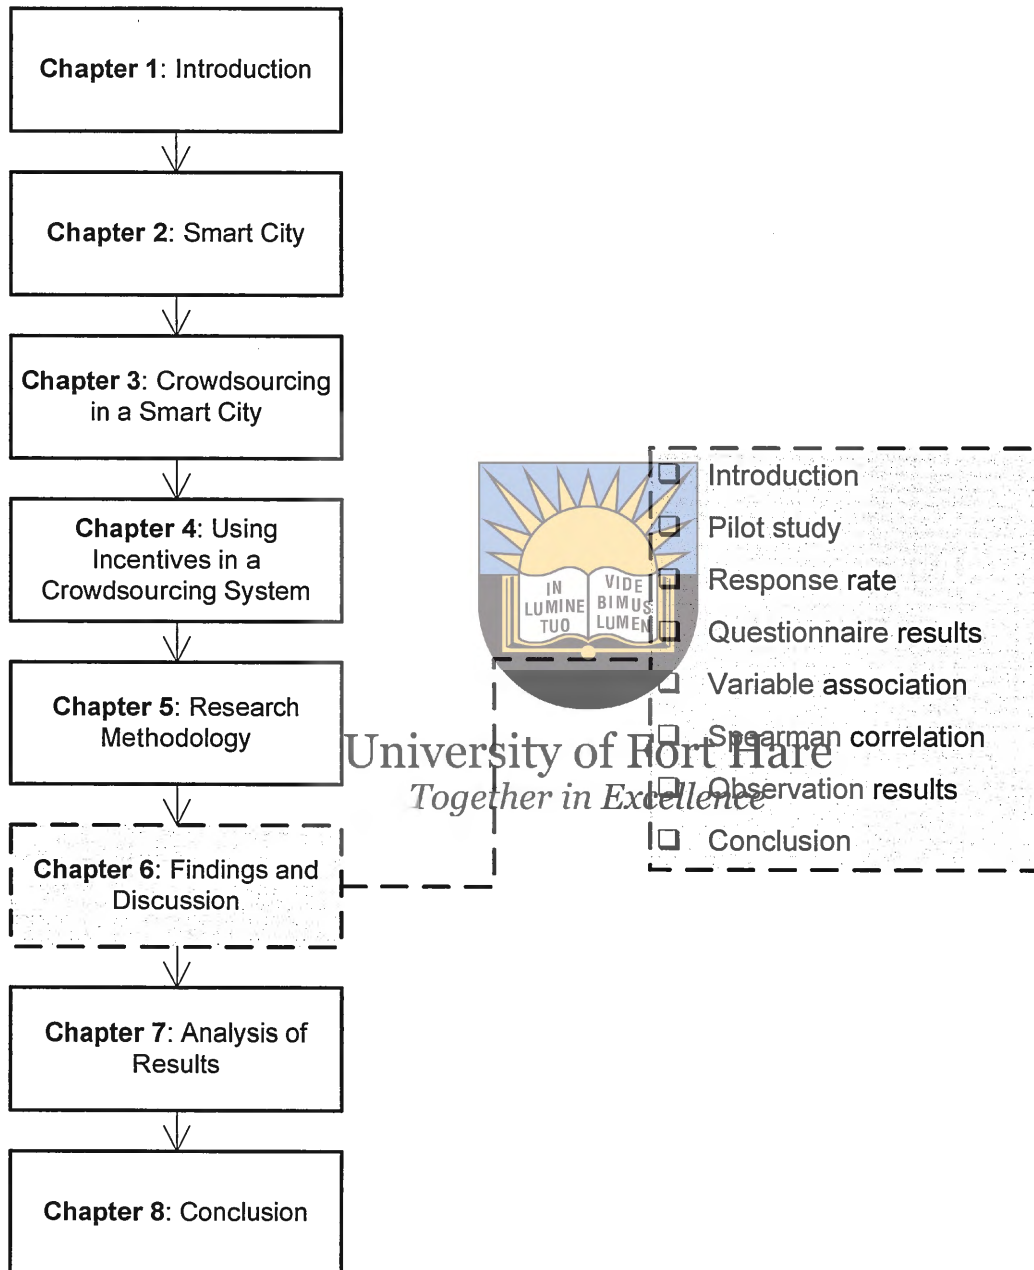 Chapter 1: Introduction
Chapter 2: Smart City
Chapter 3: Crowdsourcing
in a Smart City
Chapter 4: Using
Incentives in a
Crowdsourcing System
Chapter 5: Research
Methodology
Chapter 6: Findings and
Discussion
Chapter 7: Analysis of
Results
Chapter 8: Conclusion
❑ Introduction
❑ Pilot study
❑ Response rate
❑ Questionnaire results
❑ Variable association
❑ Spearman correlation
❑ Observation results
❑ Conclusion
IN
LUMINE
TUO
VIDE
BIMUS
LUMEN
University of Fort Hare
Together in Excellence